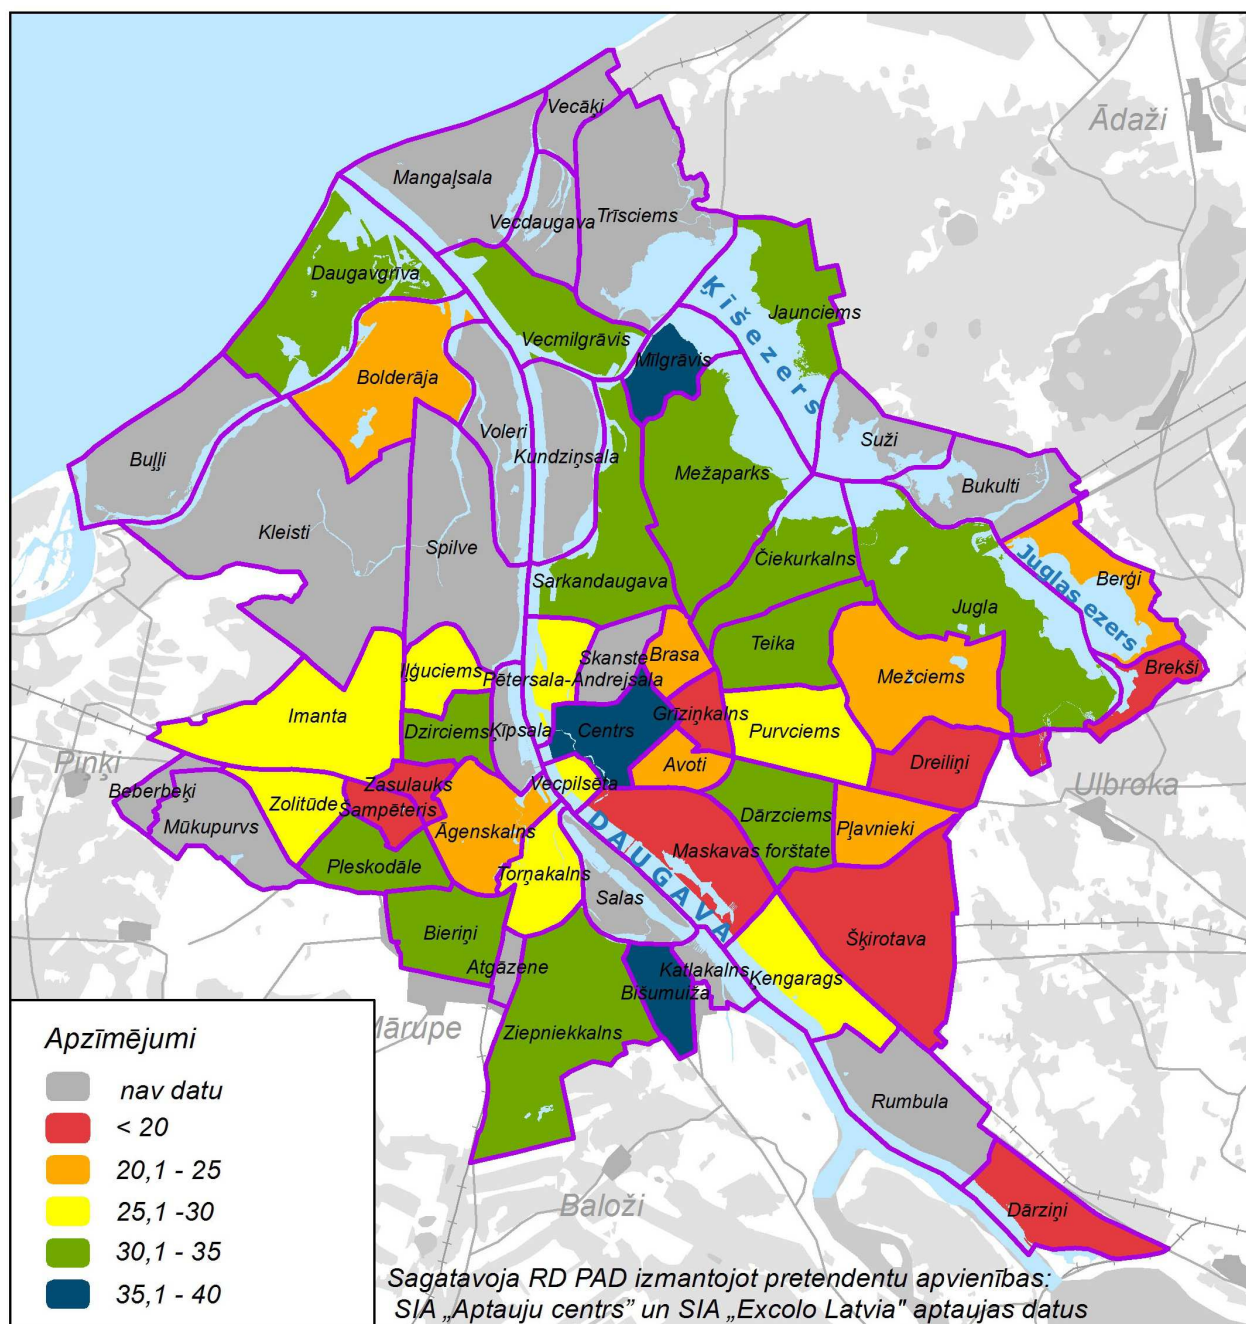 Ādaži
Vecāķi
Mangaļsala
Vecdaugava
Trīsciems
Daugavgrīva
Ķīšezers
Jaunciems
Vecmilgrāvis
Mīlgrāvis
Bolderāja
Voleri
Kundziņsala
Suži
Buļļi
Mežaparks
Bukulti
Kleisti
Spilve
Čiekurkalns
Sarkandaugava
Juglas ezers
Berģi
Jugla
Teika
Brasa
Skanste
Iļģuciems
Pētersala-Andrejsala
Mežciems
Brekši
Imanta
Grīziņkalns
Dzirciems
Ķīpsala
Centrs
Purvciems
Piņķi
Avoti
Dreiliņi
Beberbeķi
Zolitūde
Zasulauks
Vecpilsēta
Ulbroka
Šampēteris
Mūkupurvs
Āgenskalns
DAUGAVA
Dārzciems
Pļavnieki
Maskavas forštate
Pleskodāle
Torņakalns
Salas
Bieriņi
Šķirotava
Atgāzene
Katlakalns
Ķengarags
Bišumuiža
Mārupe
Ziepniekkalns
Rumbula
Baloži
Dārziņi
Apzīmējumi
nav datu
< 20
20,1 - 25
25,1 -30
30,1 - 35
35,1 - 40
Sagatavoja RD PAD izmantojot pretendentu apvienības:
SIA „Aptauju centrs” un SIA „Excolo Latvia" aptaujas datus